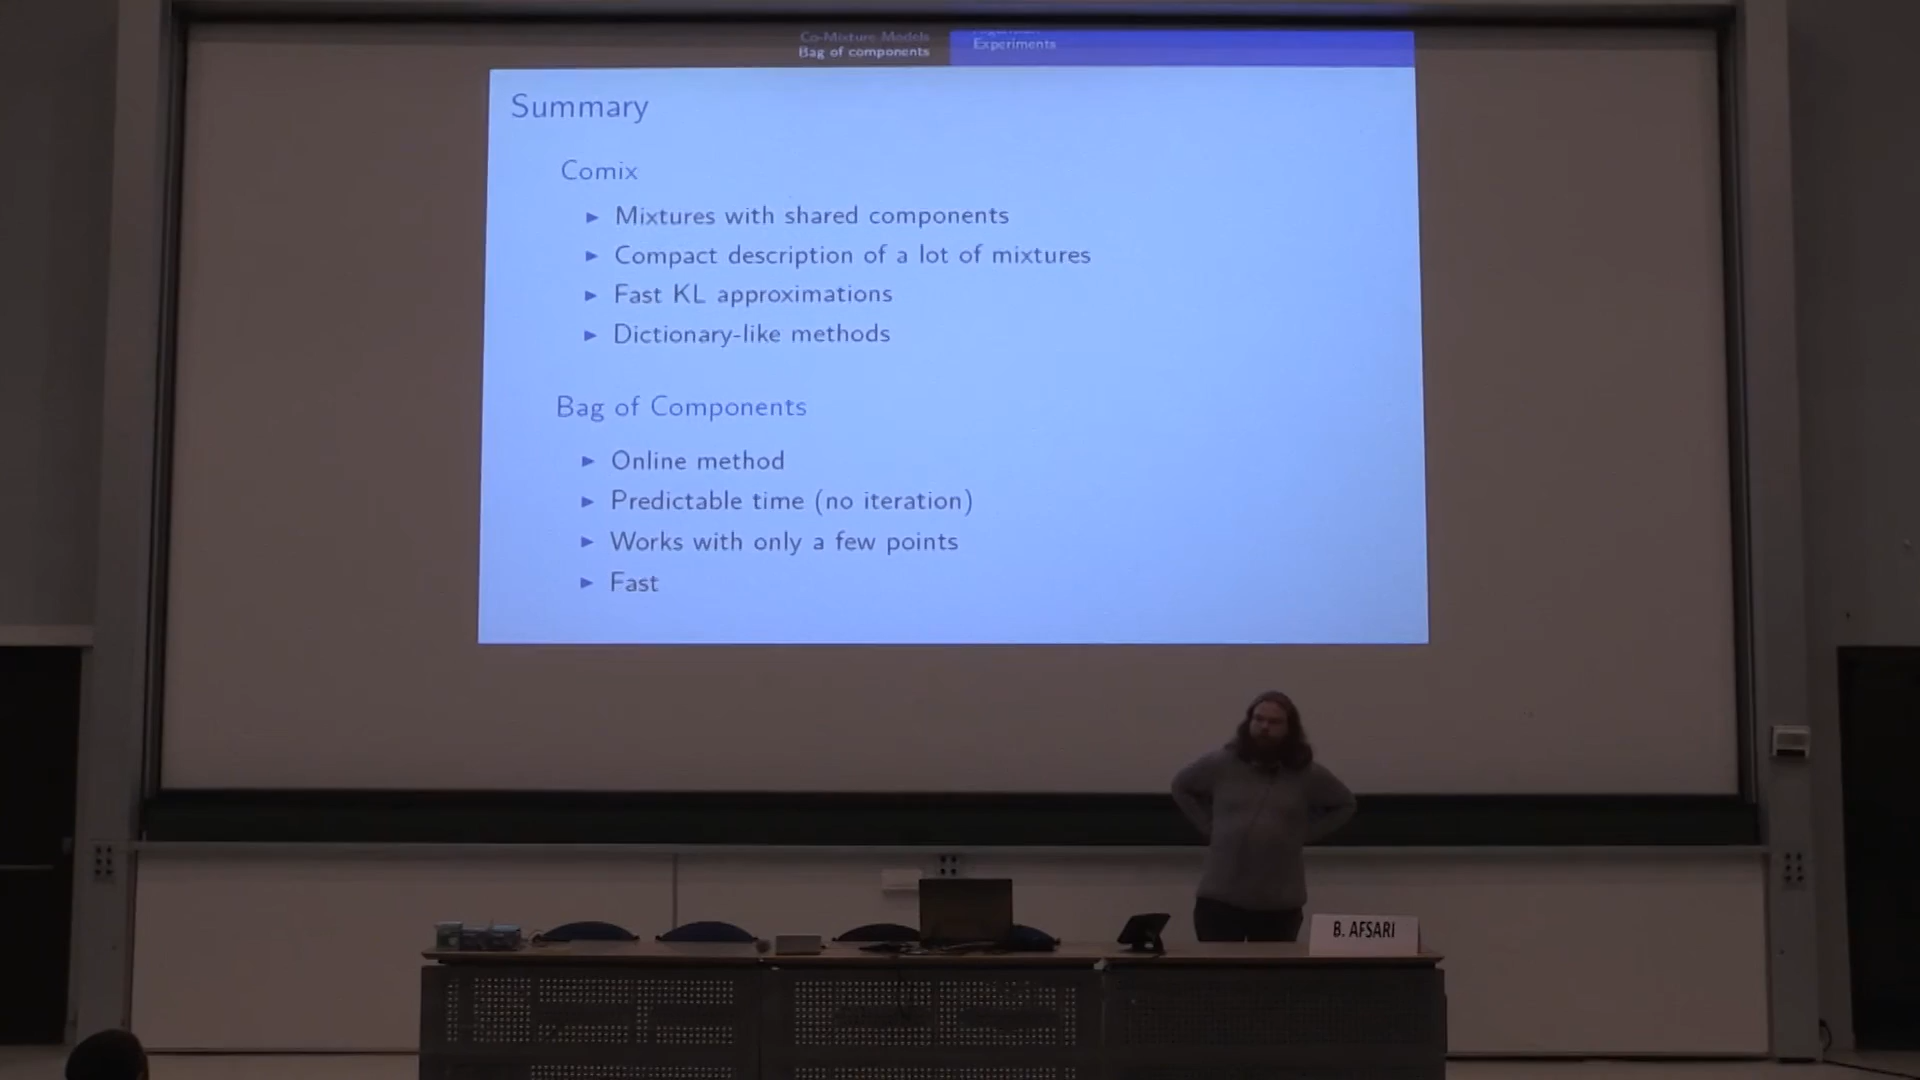 Co-Mixture Models
Bag of components
Experiments
Summary
Comix
Mixtures with shared components
Compact description of a lot of mixtures
Fast KL approximations
Dictionary-like methods
Bag of Components
Online method
Predictable time (no iteration)
Works with only a few points
Fast
B. AFSARI